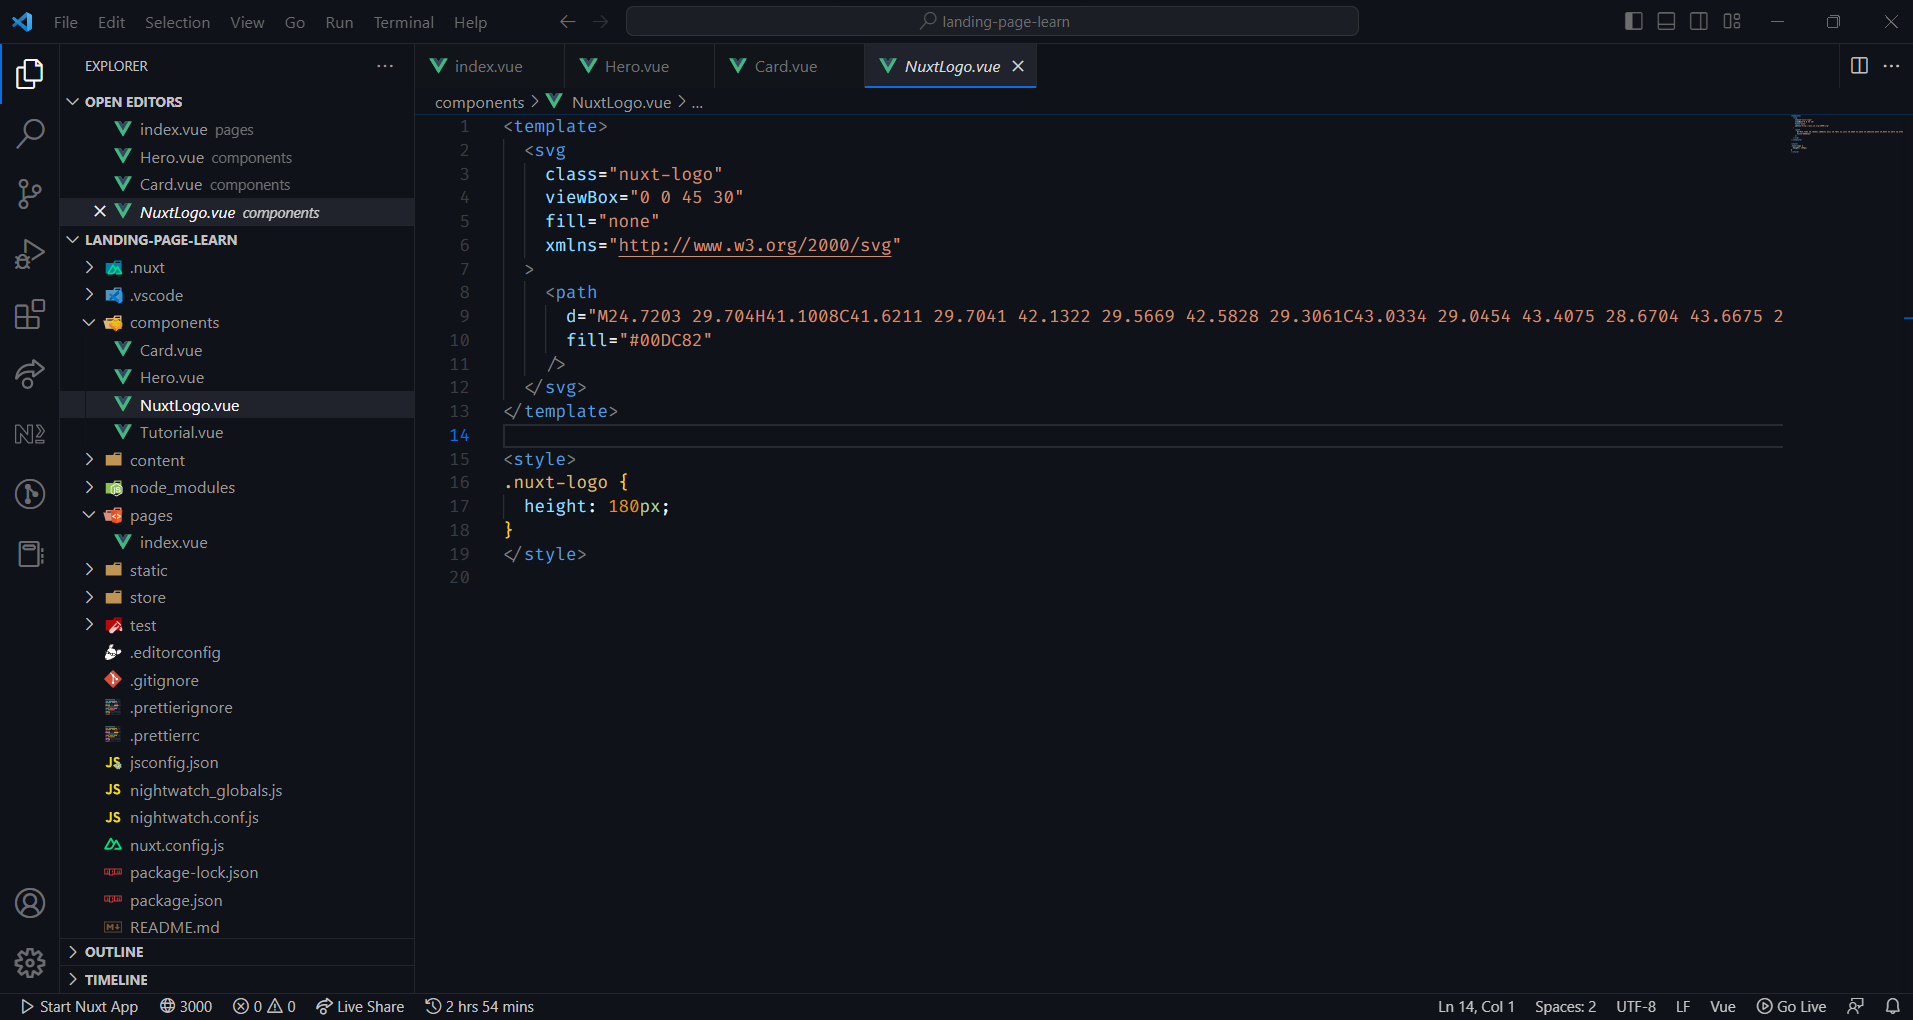 File Edit Selection View Go Run Terminal Help
landing-page-learn
EXPLORER
OPEN EDITORS
index.vue pages
Hero.vue components
Card.vue components
NuxtLogo.vue components
LANDING-PAGE-LEARN
.nuxt
.vscode
components
Card.vue
Hero.vue
NuxtLogo.vue
Tutorial.vue
content
node_modules
pages
index.vue
static
store
test
.editorconfig
.gitignore
.prettierignore
.prettierrc
JS jsconfig.json
JS nightwatch_globals.js
JS nightwatch.conf.js
nuxt.config.js
package-lock.json
package.json
README.md
OUTLINE
TIMELINE
index.vue Hero.vue Card.vue NuxtLogo.vue
components > NuxtLogo.vue > ...
1 <template>
2 <svg
3 class="nuxt-logo"
4 viewBox="0 0 45 30"
5 fill="none"
6 xmlns="http://www.w3.org/2000/svg"
7 >
8 <path
9 d="M24.7203 29.704H41.1008C41.6211 29.7041 42.1322 29.5669 42.5828 29.3061C43.0334 29.0454 43.4075 28.6704 43.6675 2
10 fill="#00DC82"
11 />
12 </svg>
13 </template>
14
15 <style>
16 .nuxt-logo {
17 height: 180px;
18 }
19 </style>
20
Start Nuxt App 3000 0 0 Live Share 2 hrs 54 mins Ln 14, Col 1 Spaces: 2 UTF-8 LF Vue Go Live